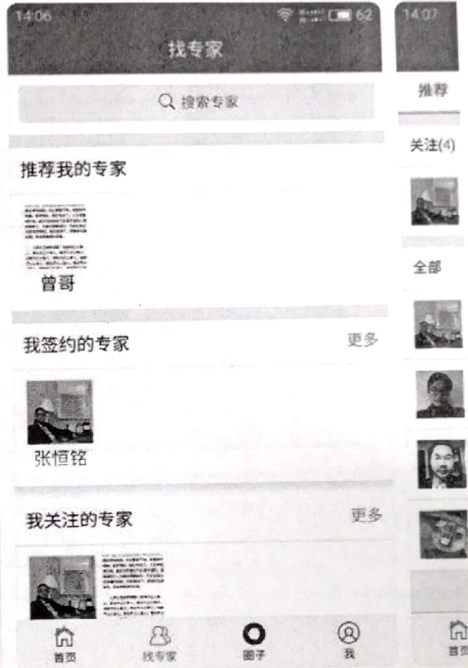 14:06
62
找专家
搜索专家
推荐我的专家
曾哥
我签约的专家
更多
张恒铭
我关注的专家
更多
首页
找专家
圈子
我
14:07
推荐
关注(4)
全部
首页